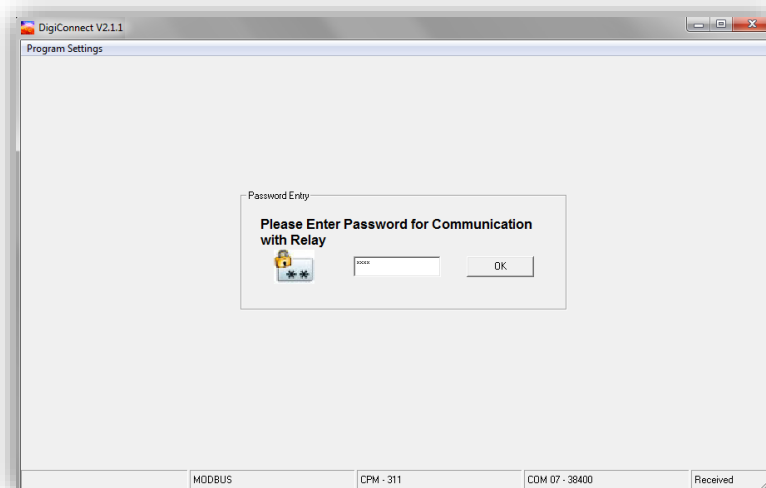 DigiConnect V2.1.1
Program Settings
Password Entry
Please Enter Password for Communication
with Relay
****
OK
MODBUS
CPM - 311
COM 07 - 38400
Received